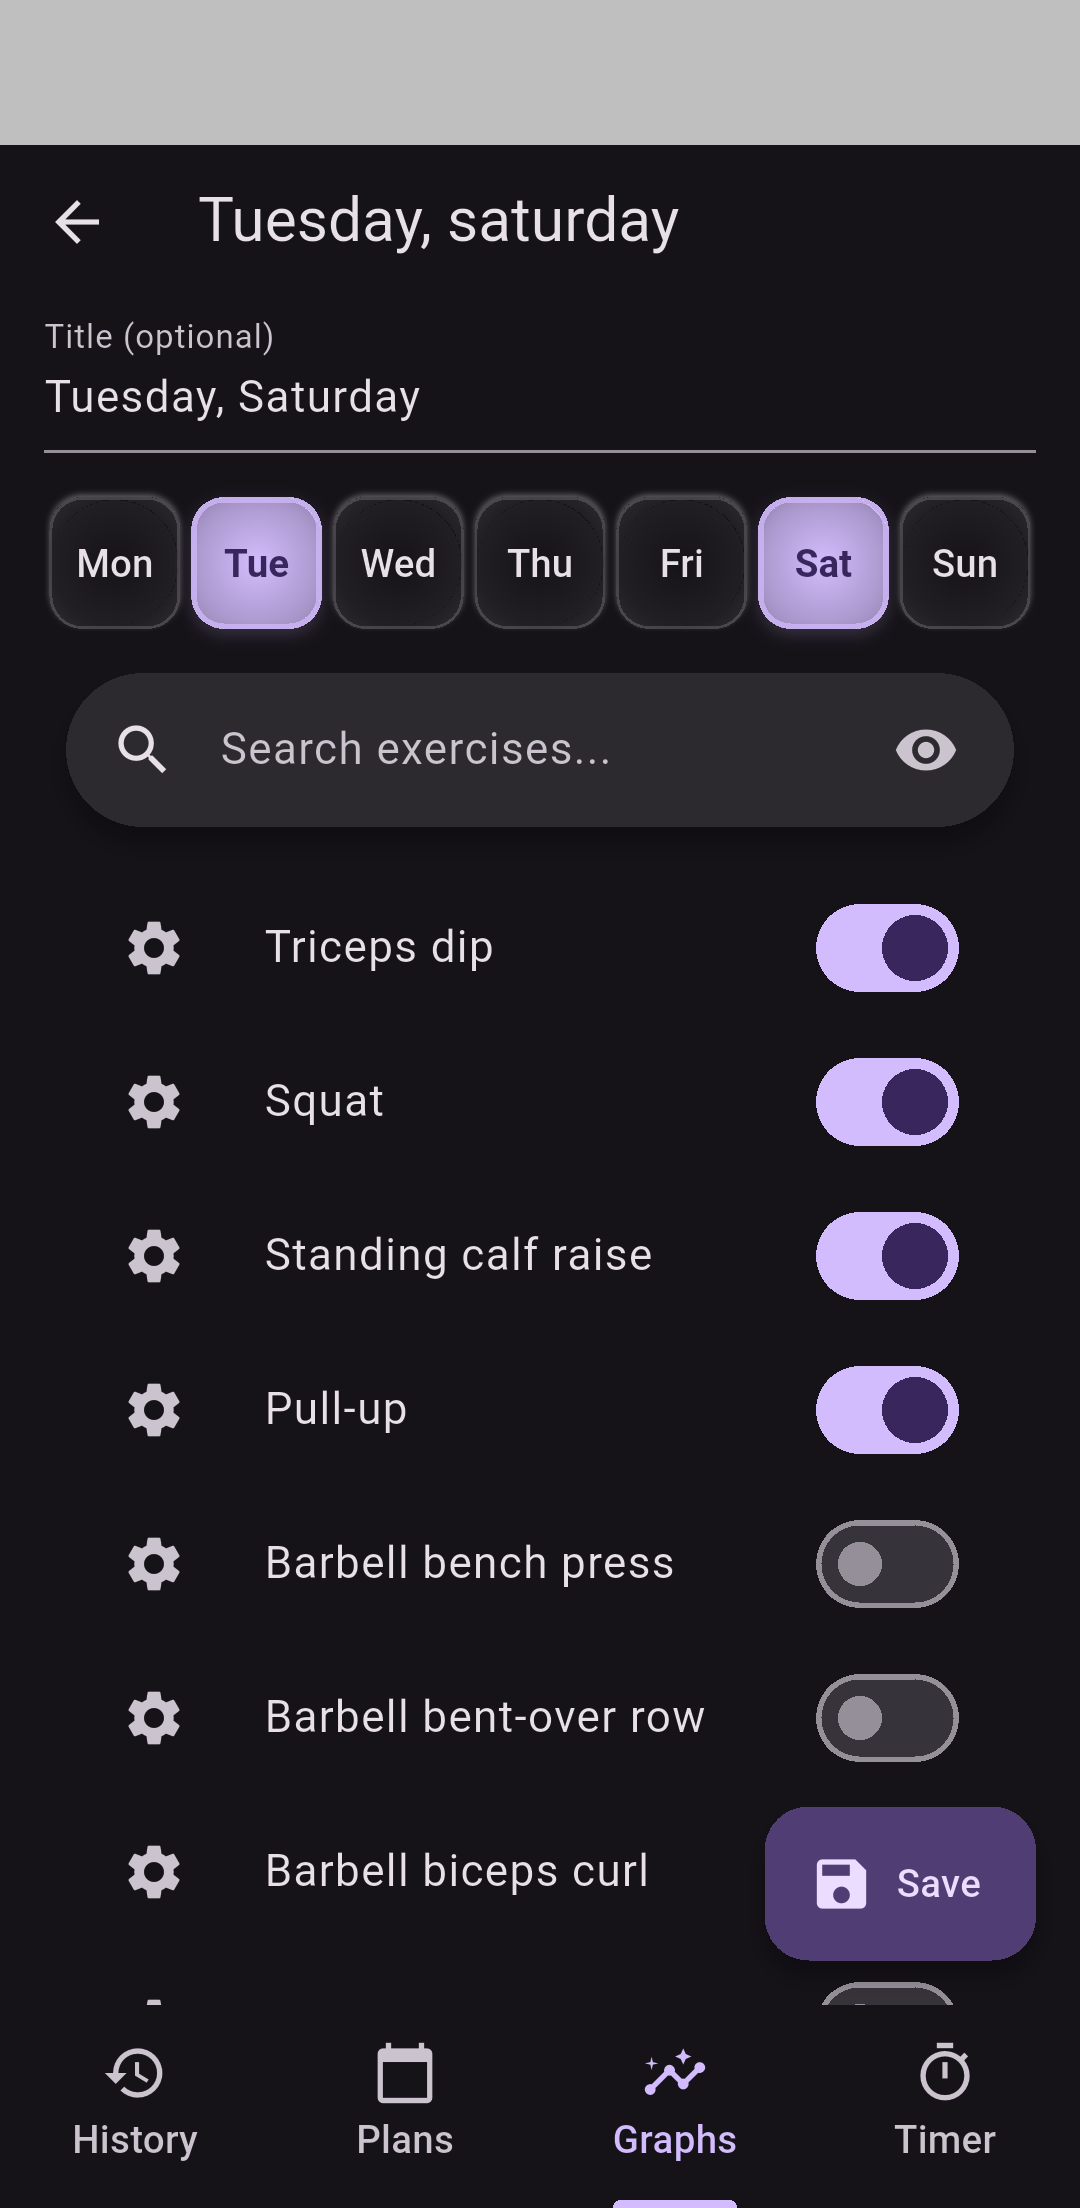 Tuesday, saturday
Title (optional)
Tuesday, Saturday
Mon Tue Wed Thu Fri Sat Sun
Search exercises...
Triceps dip
Squat
Standing calf raise
Pull-up
Barbell bench press
Barbell bent-over row
Barbell biceps curl
Save
History Plans Graphs Timer